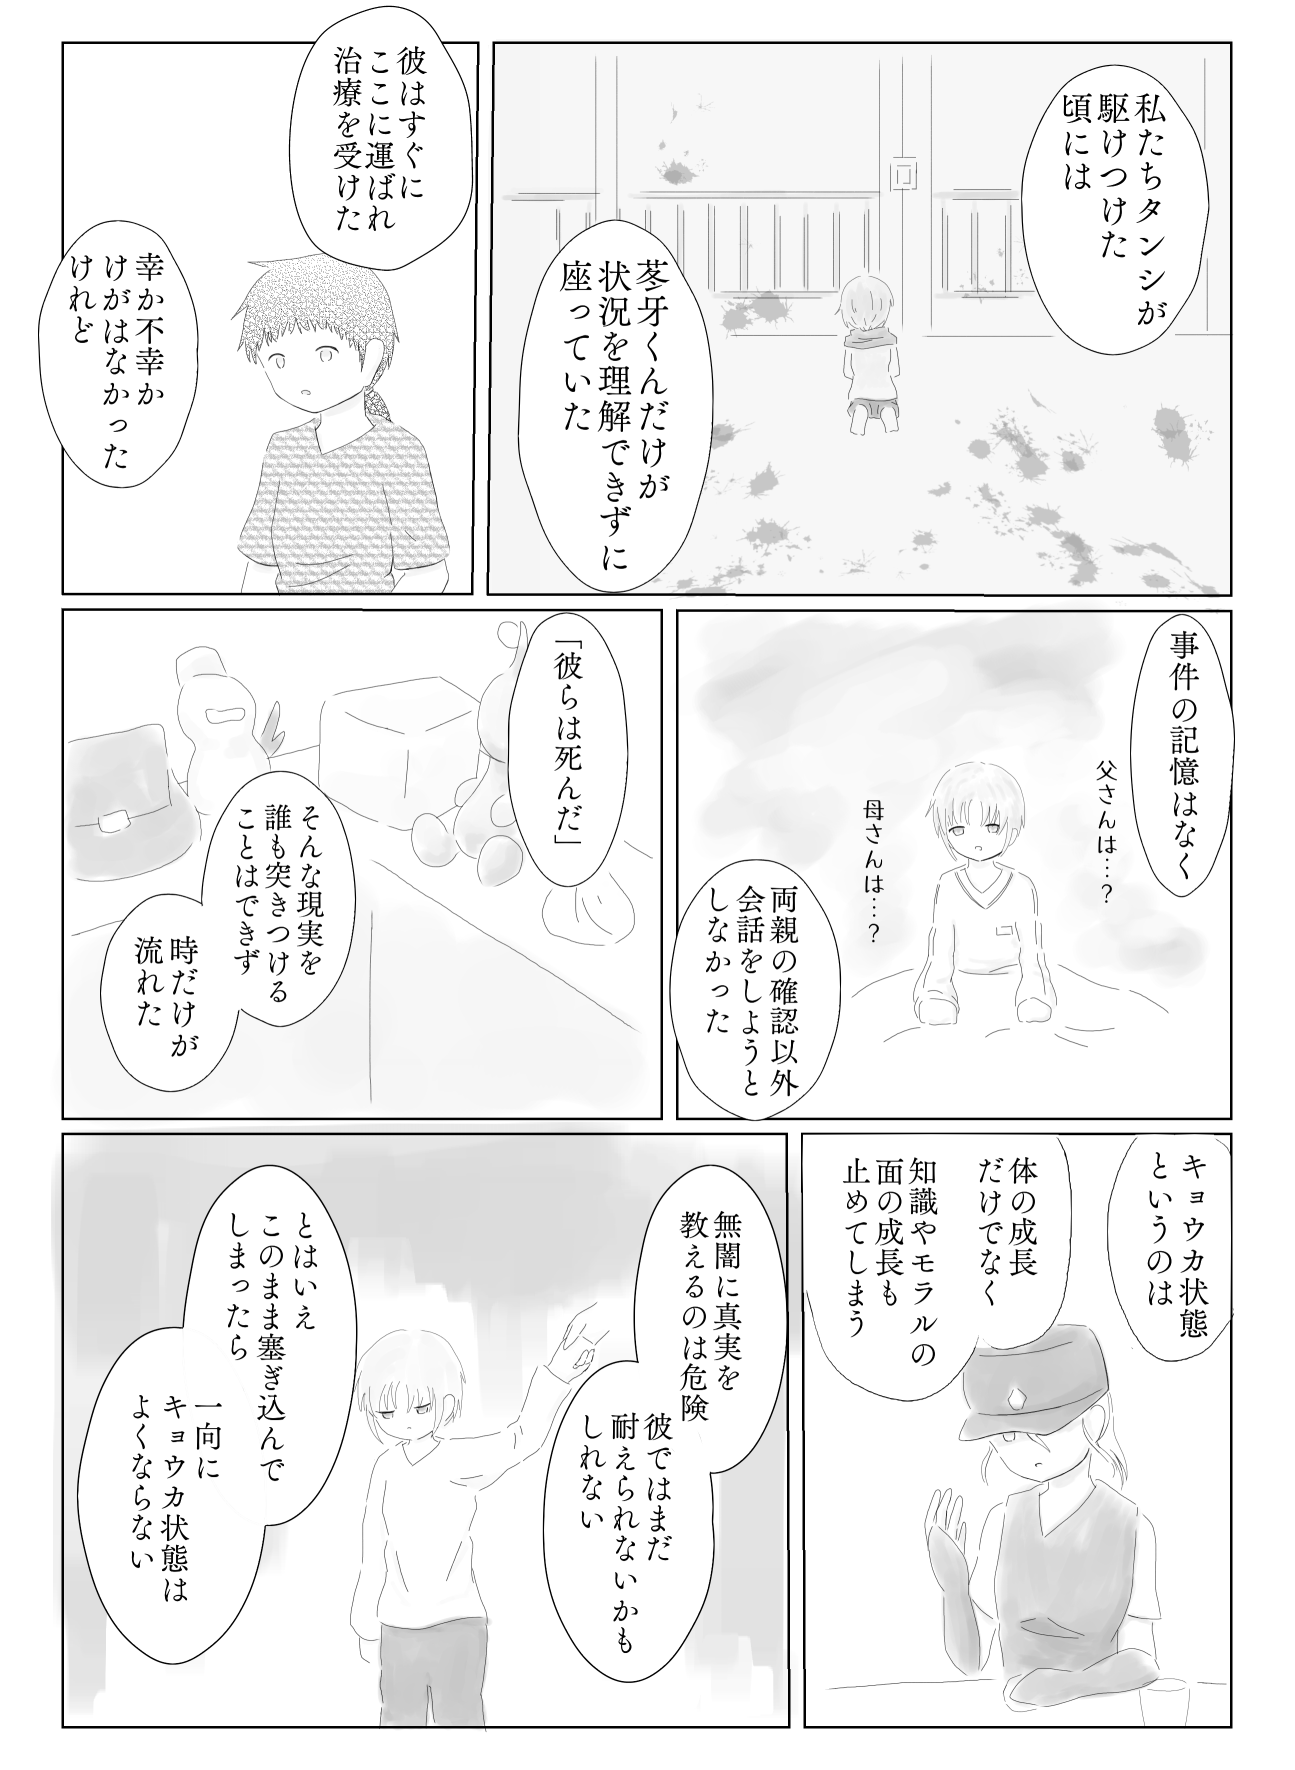 私たちタンシが
駆けつけた
頃には
苳牙くんだけが
状況を理解できずに
座っていた
彼はすぐに
ここに運ばれ
治療を受けた
幸か不幸か
けがはなかった
けれど
事件の記憶はなく
父さんは…?
母さんは…?
両親の確認以外
会話をしようと
しなかった
「彼らは死んだ」
そんな現実を
誰も突きつける
ことはできず
時だけが
流れた
キョウカ状態
というのは
体の成長
だけでなく
知識やモラルの
面の成長も
止めてしまう
無闇に真実を
教えるのは危険
彼ではまだ
耐えられないかも
しれない
とはいえ
このまま塞ぎ込んで
しまったら
一向に
キョウカ状態は
よくならない